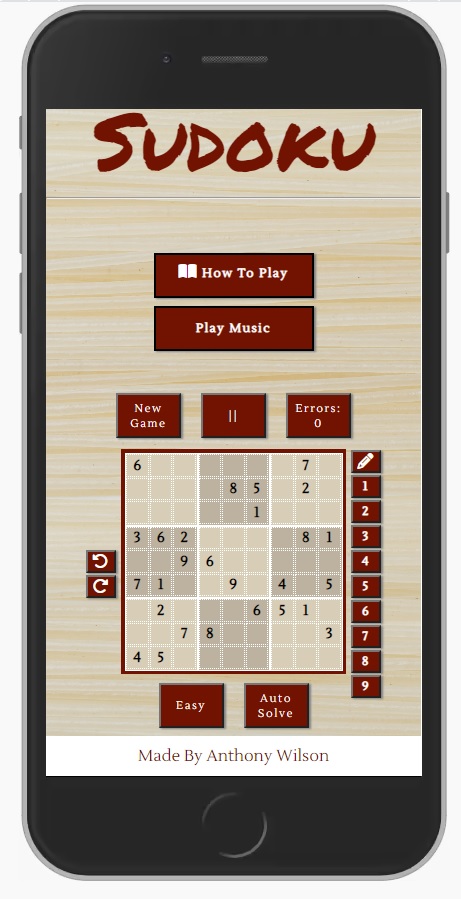 Sudoku
How To Play
Play Music
New Game
||
Errors: 0
6 7
8 5 2
1
3 6 2 8 1
9 6
7 1 9 4 5
2 6 5 1
7 8 3
4 5
1
2
3
4
5
6
7
8
9
Easy
Auto Solve
Made By Anthony Wilson